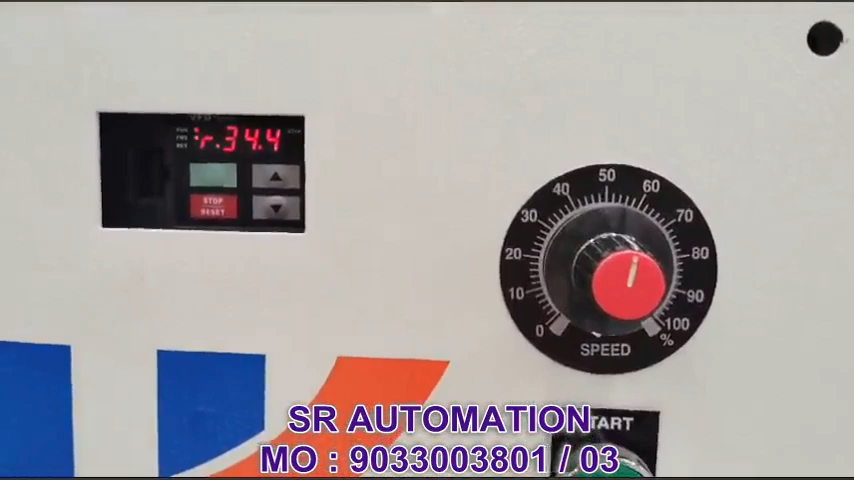 r.34.4
STOP
RESET
50
40
60
30
70
20
80
10
90
0
100
%
SPEED
START
SR AUTOMATION
MO : 9033003801 / 03